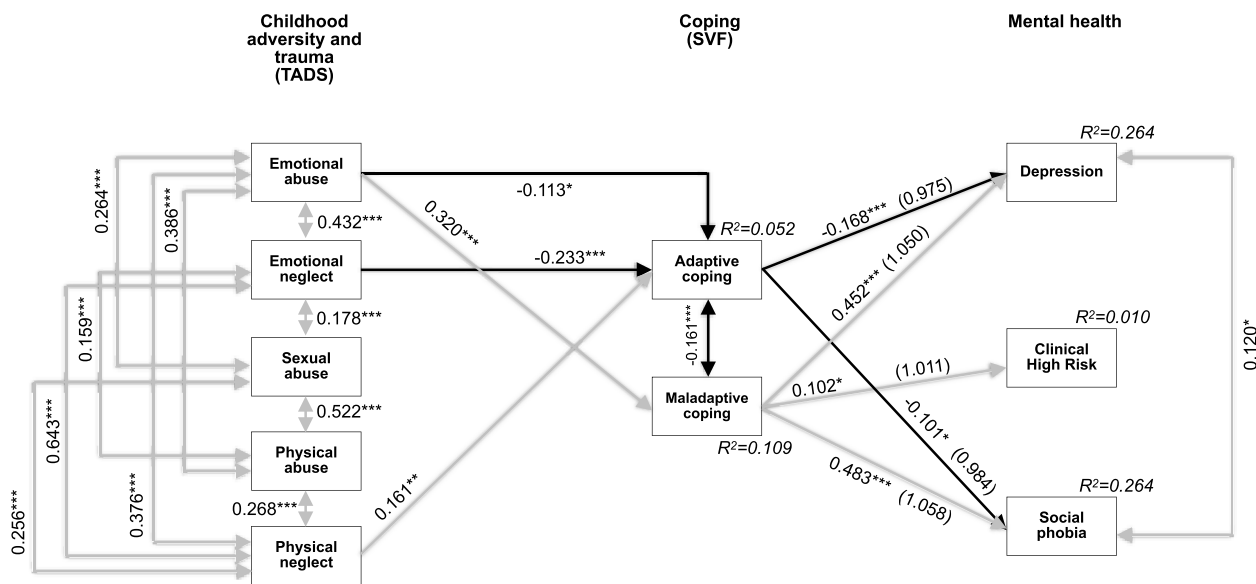 Childhood
adversity and
trauma
(TADS)
Coping
(SVF)
Mental health
Emotional
abuse
Emotional
neglect
Sexual
abuse
Physical
abuse
Physical
neglect
0.264***
0.386***
0.159***
0.643***
0.376***
0.256***
0.432***
0.178***
0.522***
0.268***
-0.113*
0.320***
-0.233***
0.161**
R²=0.052
Adaptive
coping
-0.161***
Maladaptive
coping
R²=0.109
-0.168*** (0.975)
0.452*** (1.050)
0.102* (1.011)
-0.101* (0.984)
0.483*** (1.058)
R²=0.264
Depression
R²=0.010
Clinical
High Risk
R²=0.264
Social
phobia
0.120*